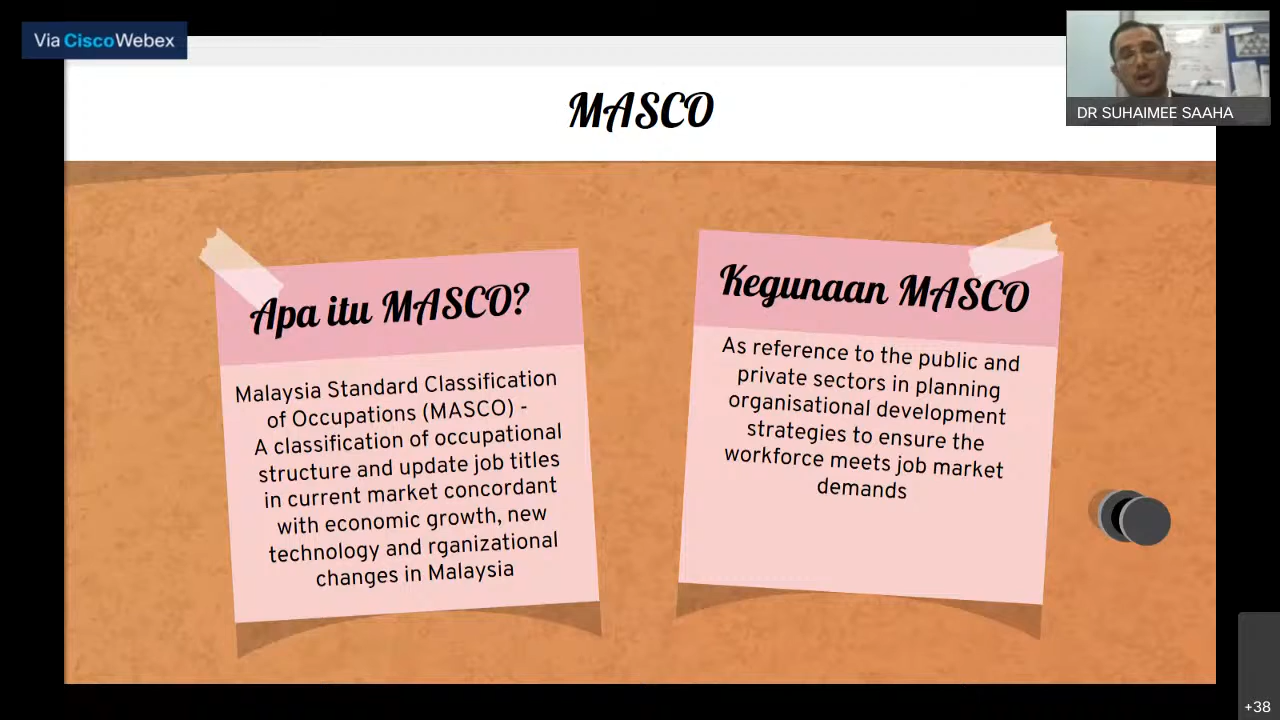 Via Cisco Webex
DR SUHAIMEE SAAHA
MASCO
Apa itu MASCO?
Malaysia Standard Classification
of Occupations (MASCO) -
A classification of occupational
structure and update job titles
in current market concordant
with economic growth, new
technology and rganizational
changes in Malaysia
Kegunaan MASCO
As reference to the public and
private sectors in planning
organisational development
strategies to ensure the
workforce meets job market
demands
+38